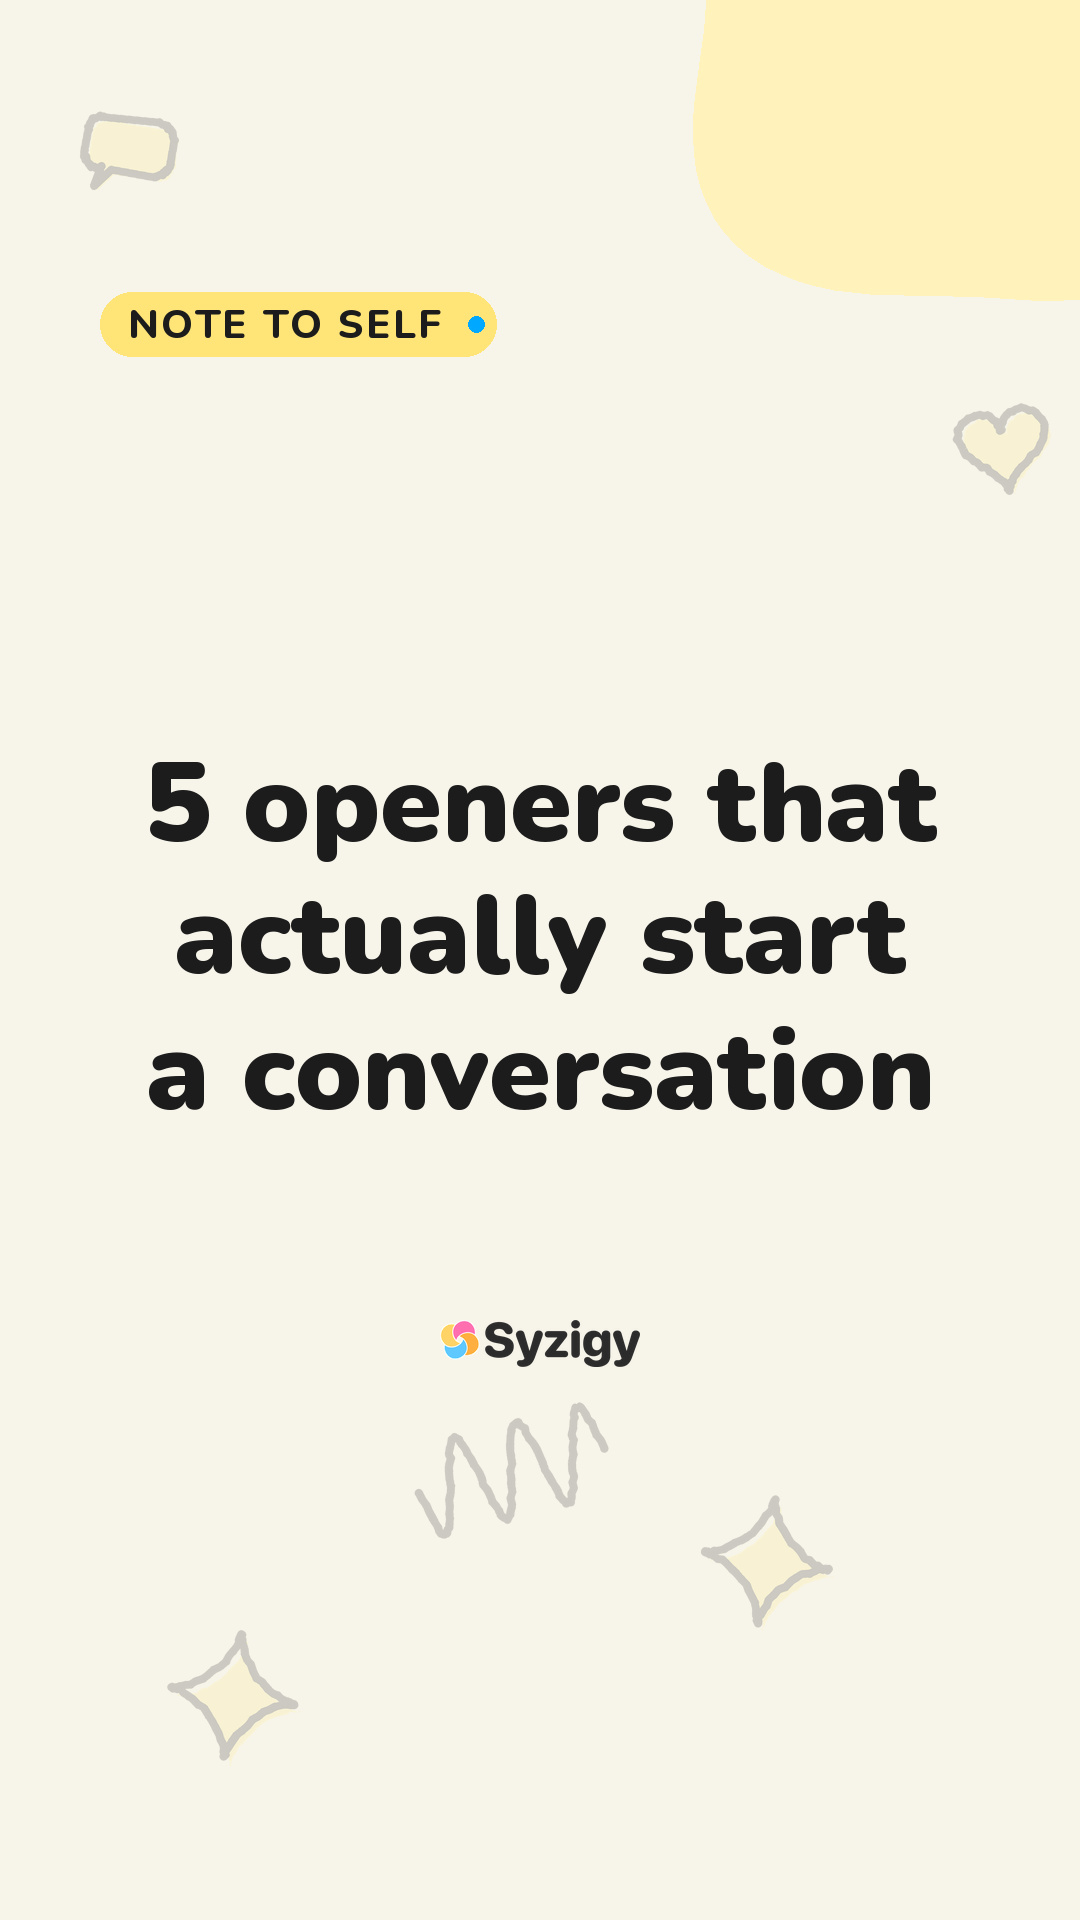 NOTE TO SELF
5 openers that
actually start
a conversation
Syzigy